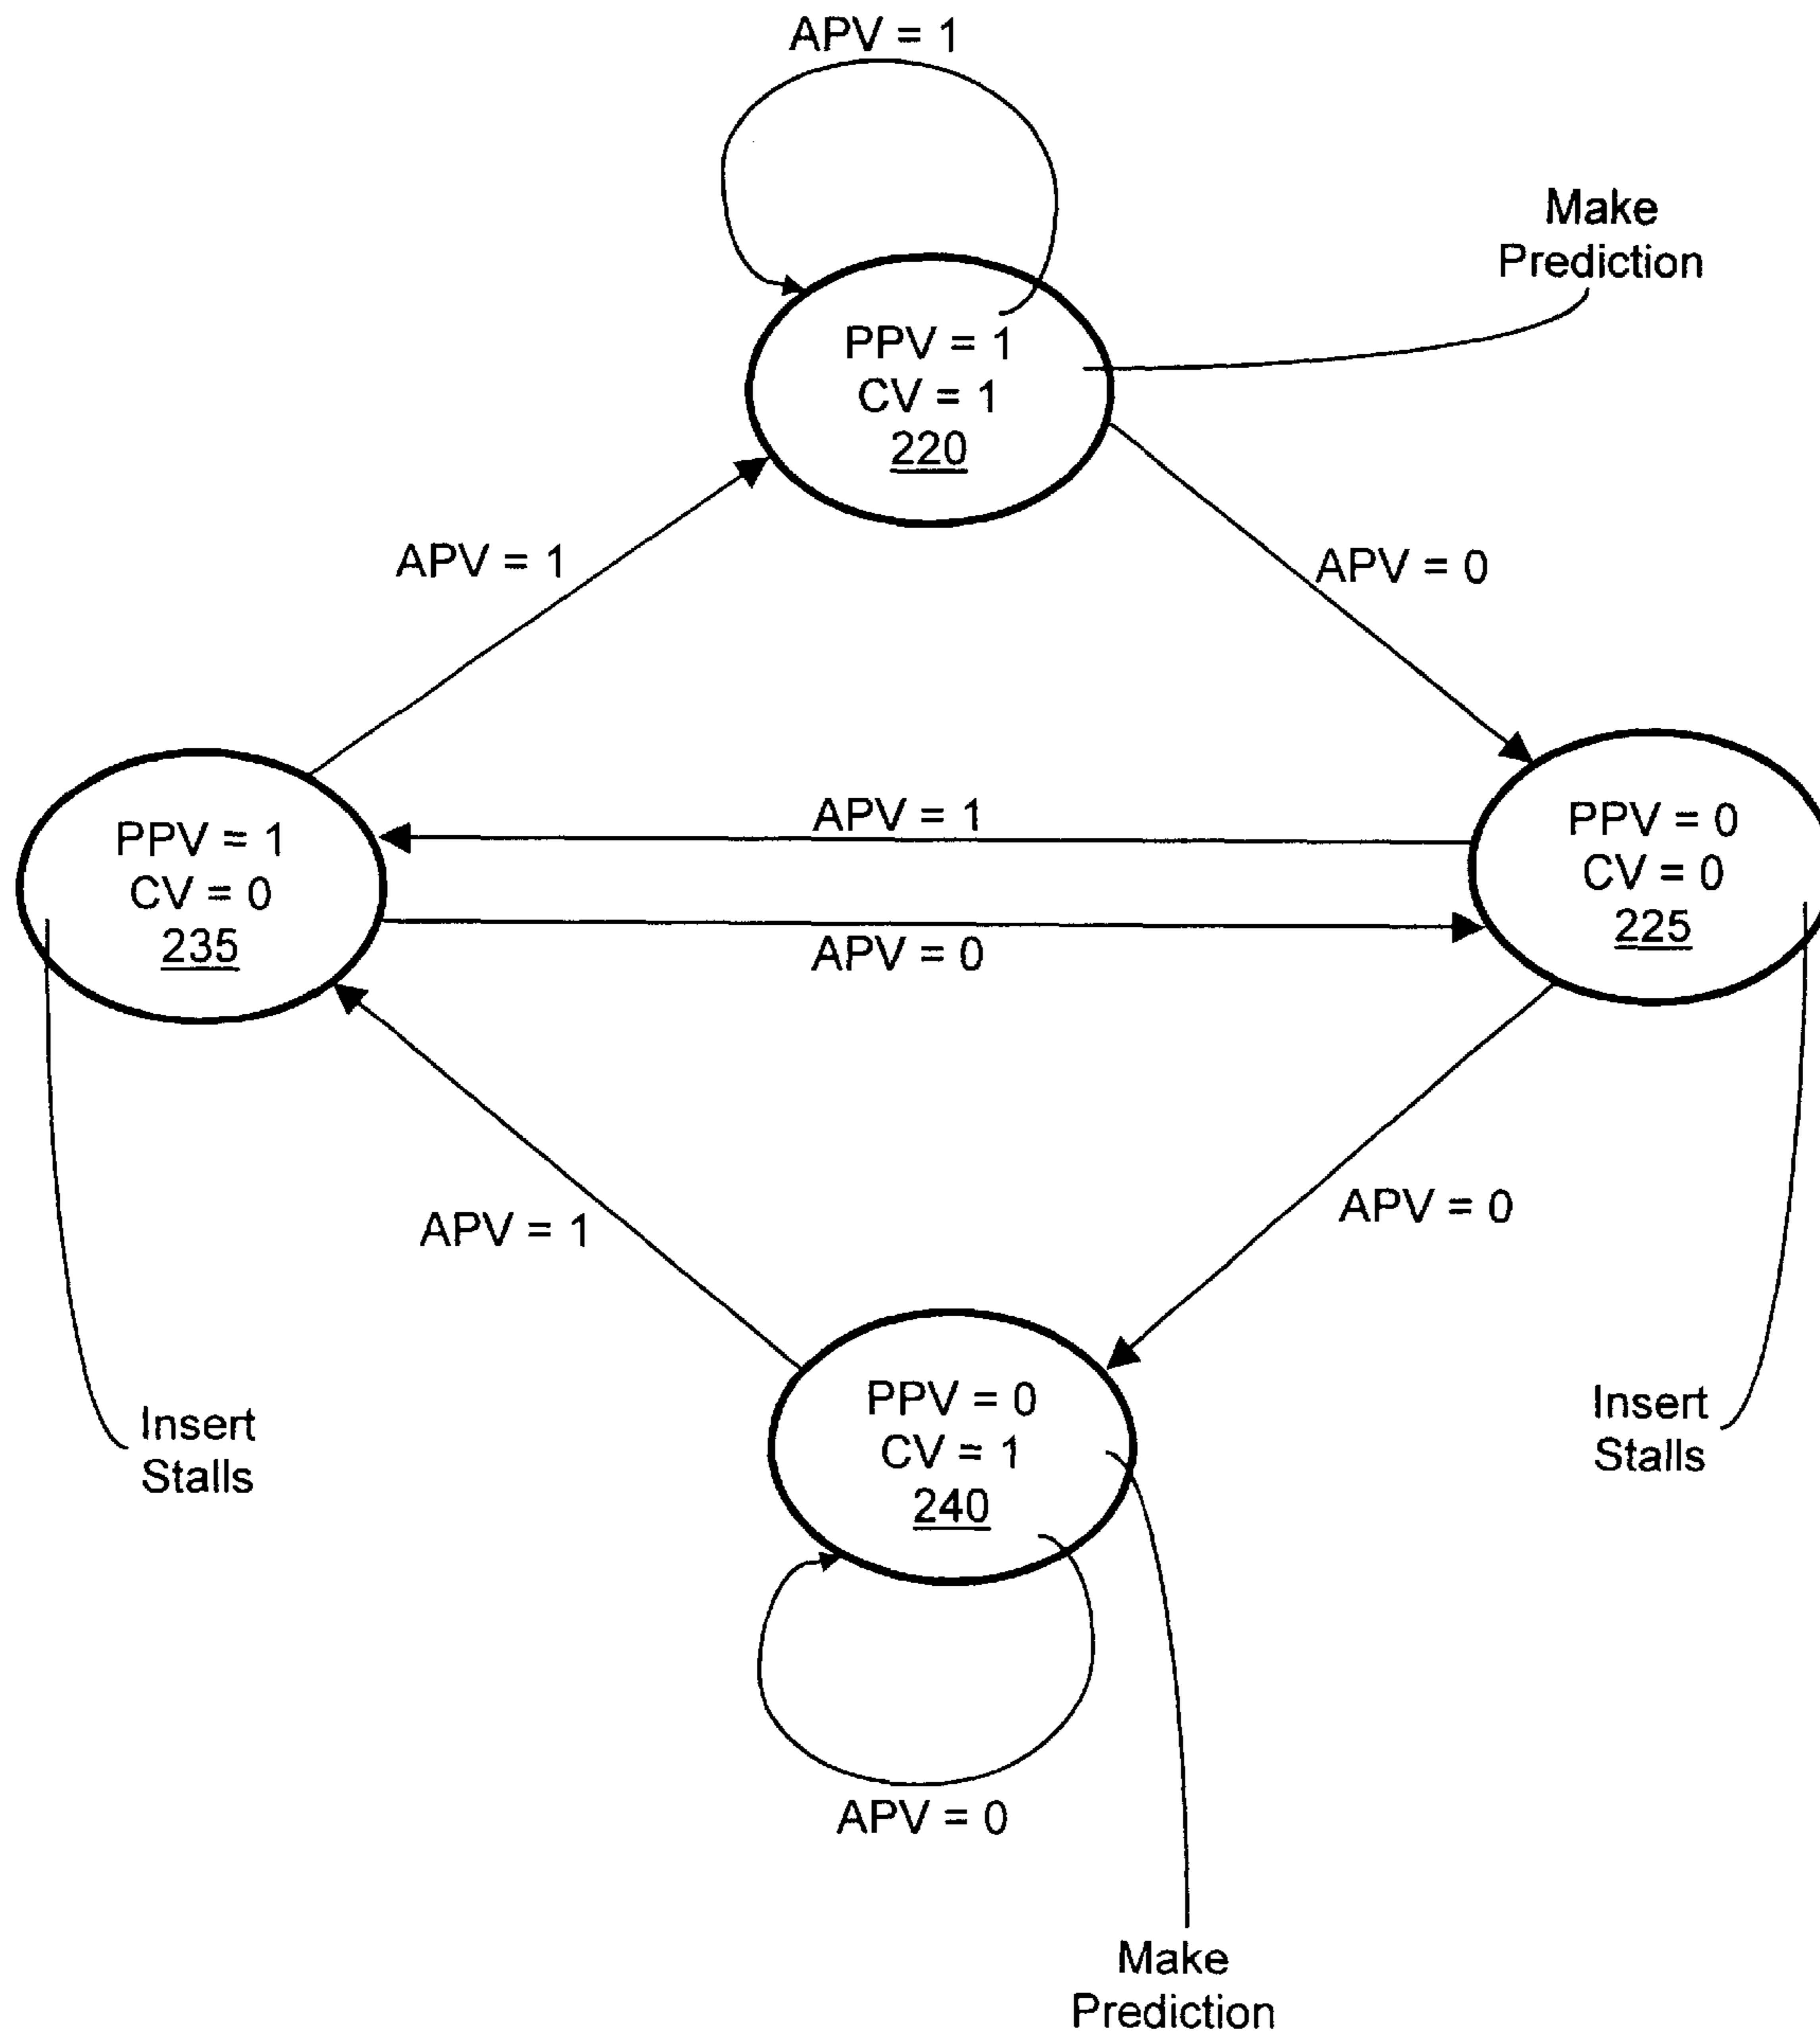 APV = 1
Make
Prediction
PPV = 1
CV = 1
220
APV = 1
APV = 0
PPV = 1
CV = 0
235
APV = 1
APV = 0
PPV = 0
CV = 0
225
APV = 1
APV = 0
Insert
Stalls
PPV = 0
CV = 1
240
Insert
Stalls
APV = 0
Make
Prediction